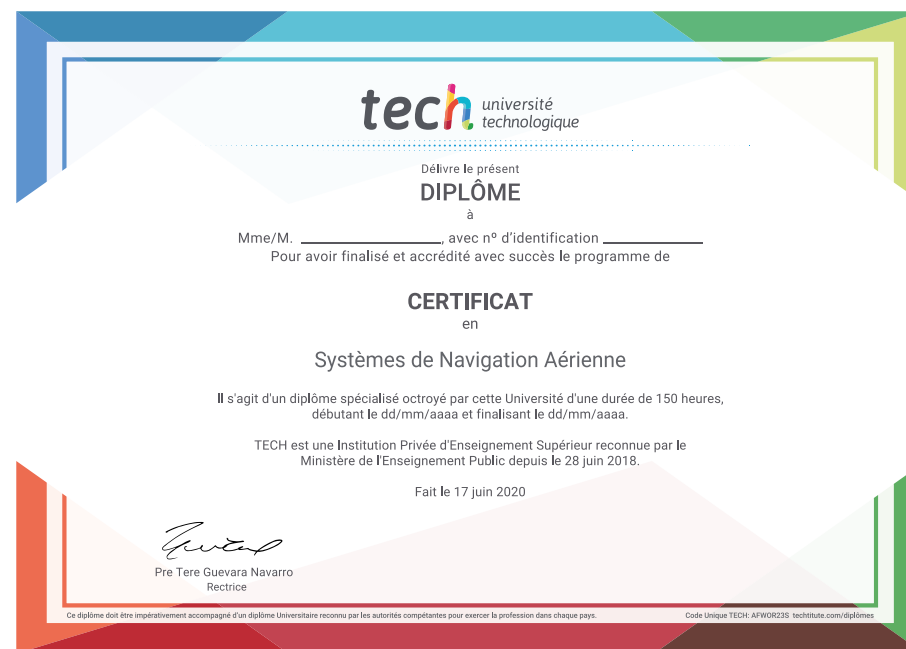 tech université
technologique
Délivre le présent
DIPLÔME
à
Mme/M. ____________________, avec nº d'identification ______________
Pour avoir finalisé et accrédité avec succès le programme de
CERTIFICAT
en
Systèmes de Navigation Aérienne
Il s'agit d'un diplôme spécialisé octroyé par cette Université d'une durée de 150 heures,
débutant le dd/mm/aaaa et finalisant le dd/mm/aaaa.
TECH est une Institution Privée d'Enseignement Supérieur reconnue par le
Ministère de l'Enseignement Public depuis le 28 juin 2018.
Fait le 17 juin 2020
Pre Tere Guevara Navarro
Rectrice
Ce diplôme doit être impérativement accompagné d'un diplôme Universitaire reconnu par les autorités compétantes pour exercer la profession dans chaque pays.
Code Unique TECH: AFWOR23S techtitute.com/diplômes